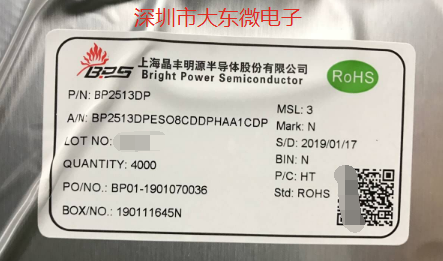 深圳市大东微电子
BPS
上海晶丰明源半导体股份有限公司
Bright Power Semiconductor
RoHS
P/N: BP2513DP
A/N: BP2513DPESO8CDDPHAA1CDP
LOT NO:
QUANTITY: 4000
PO/NO.: BP01-1901070036
BOX/NO.: 190111645N
MSL: 3
Mark: N
S/D: 2019/01/17
BIN: N
P/C: HT
Std: ROHS